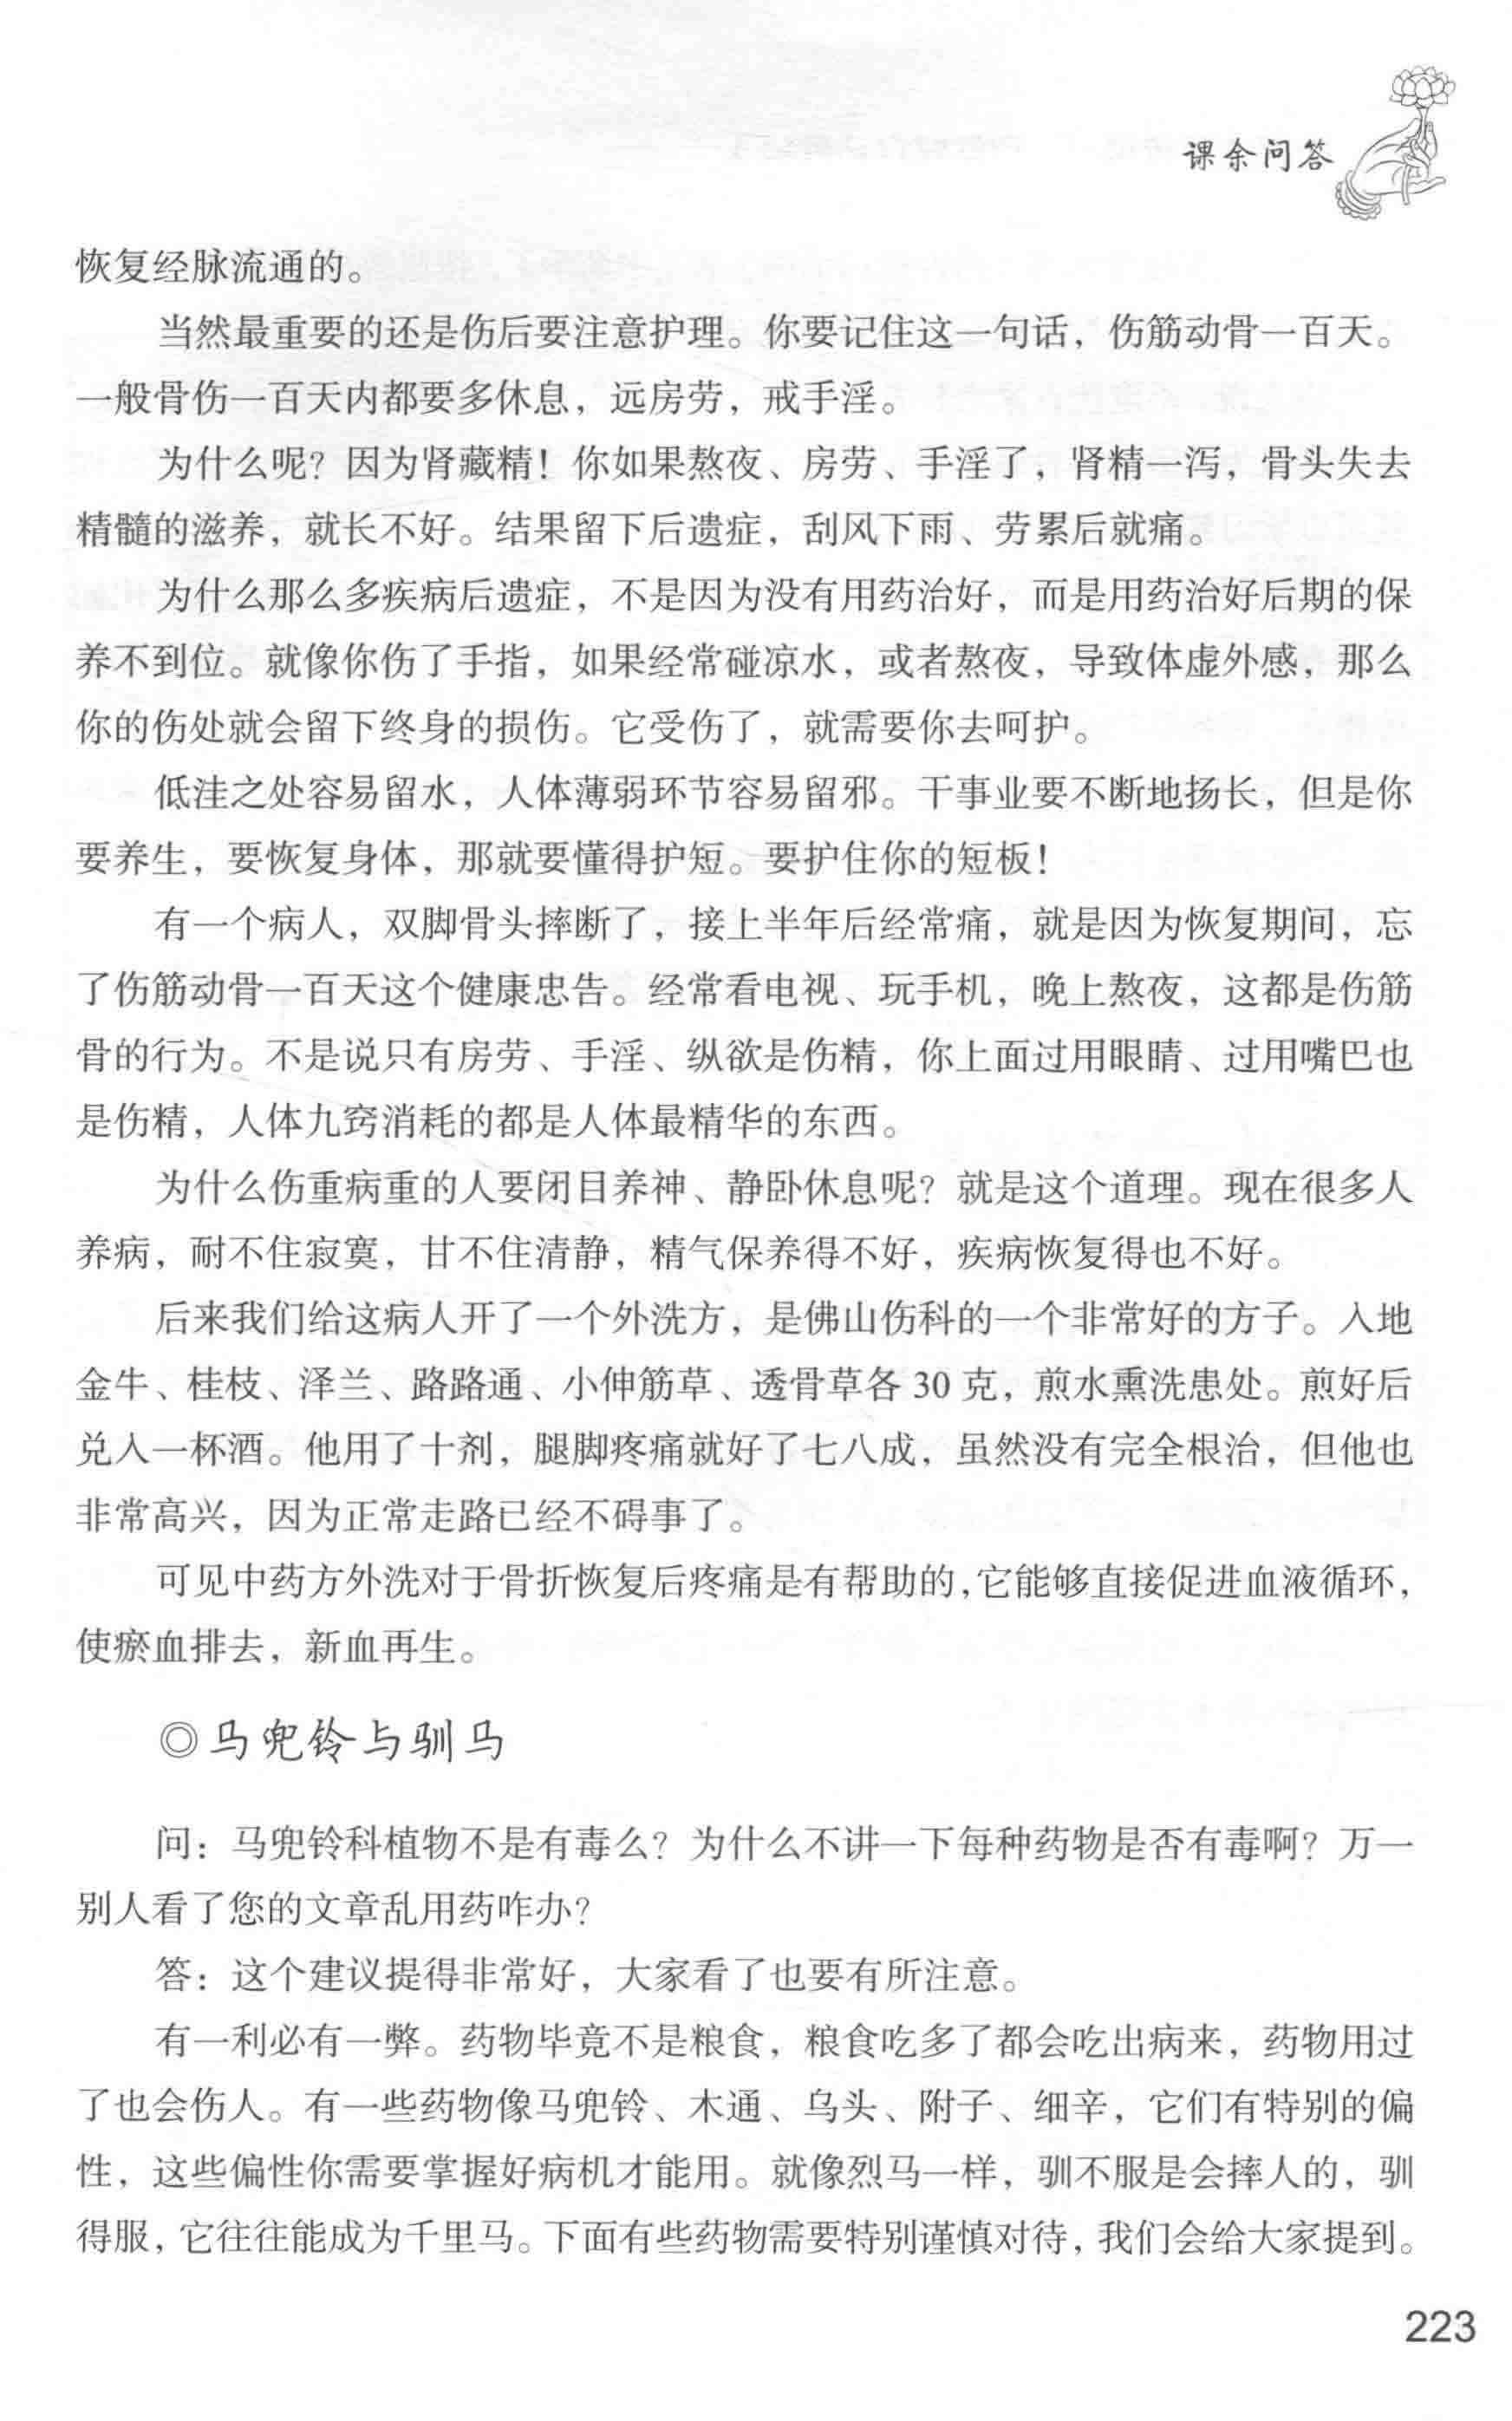 课余问答
恢复经脉流通的。
当然最重要的还是伤后要注意护理。你要记住这一句话，伤筋动骨一百天。
一般骨伤一百天内都要多休息，远房劳，戒手淫。
为什么呢？因为肾藏精！你如果熬夜、房劳、手淫了，肾精一泻，骨头失去
精髓的滋养，就长不好。结果留下后遗症，刮风下雨、劳累后就痛。
为什么那么多疾病后遗症，不是因为没有用药治好，而是用药治好后期的保
养不到位。就像你伤了手指，如果经常碰凉水，或者熬夜，导致体虚外感，那么
你的伤处就会留下终身的损伤。它受伤了，就需要你去呵护。
低洼之处容易留水，人体薄弱环节容易留邪。干事业要不断地扬长，但是你
要养生，要恢复身体，那就要懂得护短。要护住你的短板！
有一个病人，双脚骨头摔断了，接上半年后经常痛，就是因为恢复期间，忘
了伤筋动骨一百天这个健康忠告。经常看电视、玩手机，晚上熬夜，这都是伤筋
骨的行为。不是说只有房劳、手淫、纵欲是伤精，你上面过用眼睛、过用嘴巴也
是伤精，人体九窍消耗的都是人体最精华的东西。
为什么伤重病重的人要闭目养神、静卧休息呢？就是这个道理。现在很多人
养病，耐不住寂寞，甘不住清静，精气保养得不好，疾病恢复得也不好。
后来我们给这病人开了一个外洗方，是佛山伤科的一个非常好的方子。入地
金牛、桂枝、泽兰、路路通、小伸筋草、透骨草各 30 克，煎水熏洗患处。煎好后
兑入一杯酒。他用了十剂，腿脚疼痛就好了七八成，虽然没有完全根治，但他也
非常高兴，因为正常走路已经不碍事了。
可见中药方外洗对于骨折恢复后疼痛是有帮助的，它能够直接促进血液循环，
使瘀血排去，新血再生。
◎马兜铃与驯马
问：马兜铃科植物不是有毒么？为什么不讲一下每种药物是否有毒啊？万一
别人看了您的文章乱用药咋办？
答：这个建议提得非常好，大家看了也要有所注意。
有一利必有一弊。药物毕竟不是粮食，粮食吃多了都会吃出病来，药物用过
了也会伤人。有一些药物像马兜铃、木通、乌头、附子、细辛，它们有特别的偏
性，这些偏性你需要掌握好病机才能用。就像烈马一样，驯不服是会摔人的，驯
得服，它往往能成为千里马。下面有些药物需要特别谨慎对待，我们会给大家提到。
223